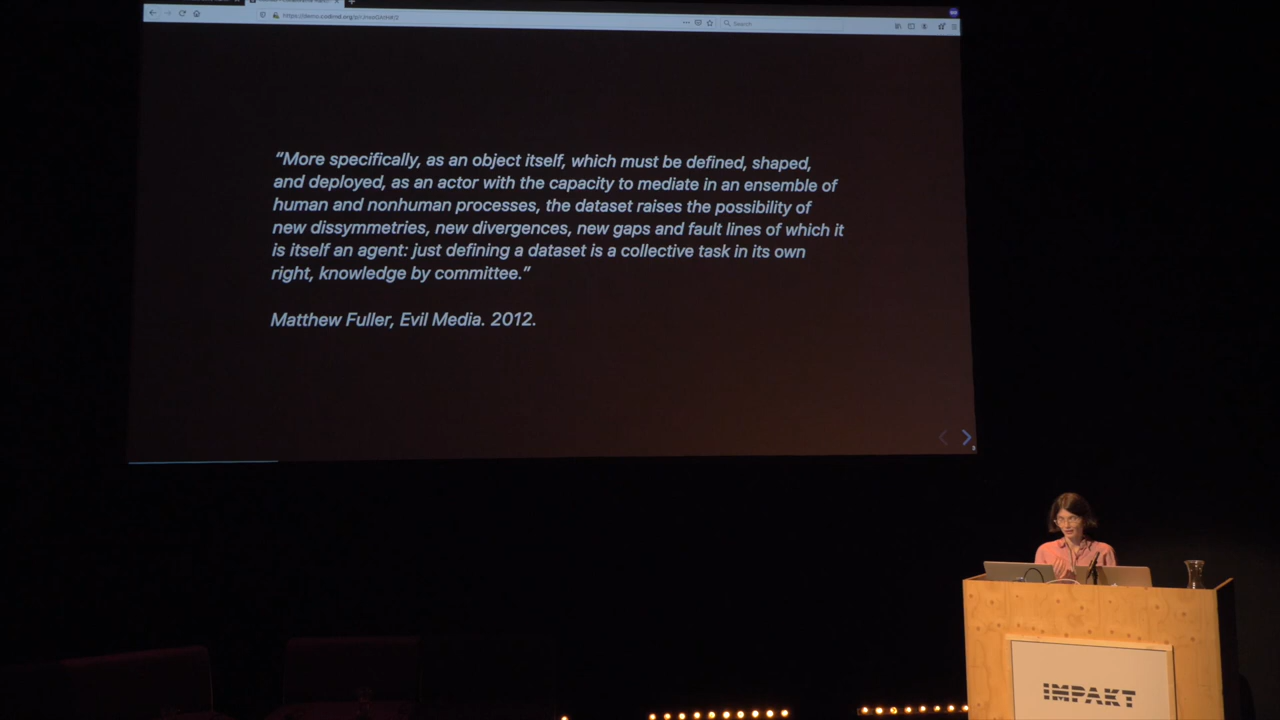 Search
“More specifically, as an object itself, which must be defined, shaped,
and deployed, as an actor with the capacity to mediate in an ensemble of
human and nonhuman processes, the dataset raises the possibility of
new dissymmetries, new divergences, new gaps and fault lines of which it
is itself an agent: just defining a dataset is a collective task in its own
right, knowledge by committee.”
Matthew Fuller, Evil Media. 2012.
IMPAKT